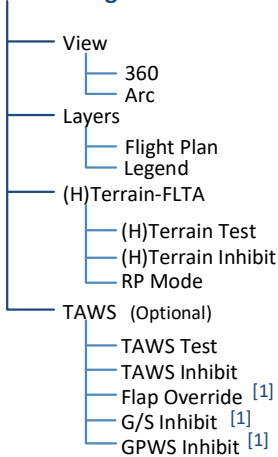 View
360
Arc
Layers
Flight Plan
Legend
(H)Terrain-FLTA
(H)Terrain Test
(H)Terrain Inhibit
RP Mode
TAWS (Optional)
TAWS Test
TAWS Inhibit
Flap Override [1]
G/S Inhibit [1]
GPWS Inhibit [1]